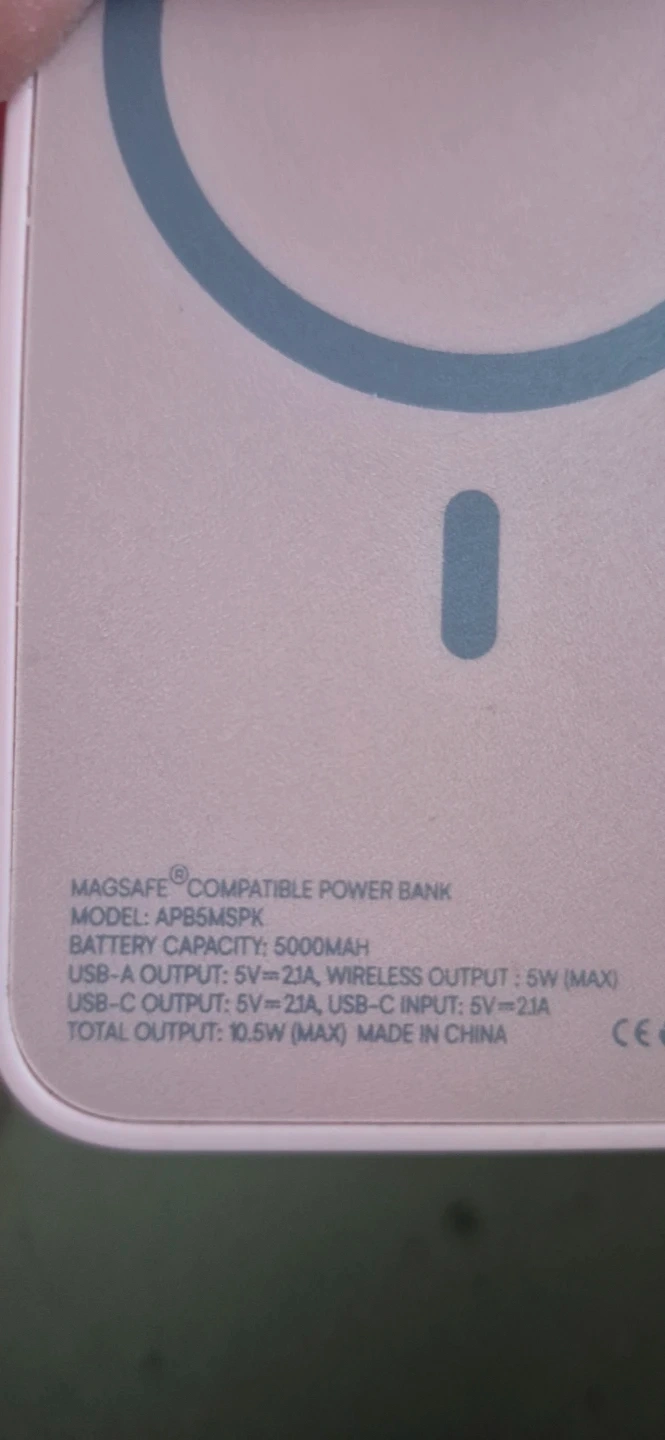 MAGSAFE® COMPATIBLE POWER BANK
MODEL: APB5MSPK
BATTERY CAPACITY: 5000MAH
USB-A OUTPUT: 5V⎓2.1A, WIRELESS OUTPUT : 5W (MAX)
USB-C OUTPUT: 5V⎓2.1A, USB-C INPUT: 5V⎓2.1A
TOTAL OUTPUT: 10.5W (MAX) MADE IN CHINA CE